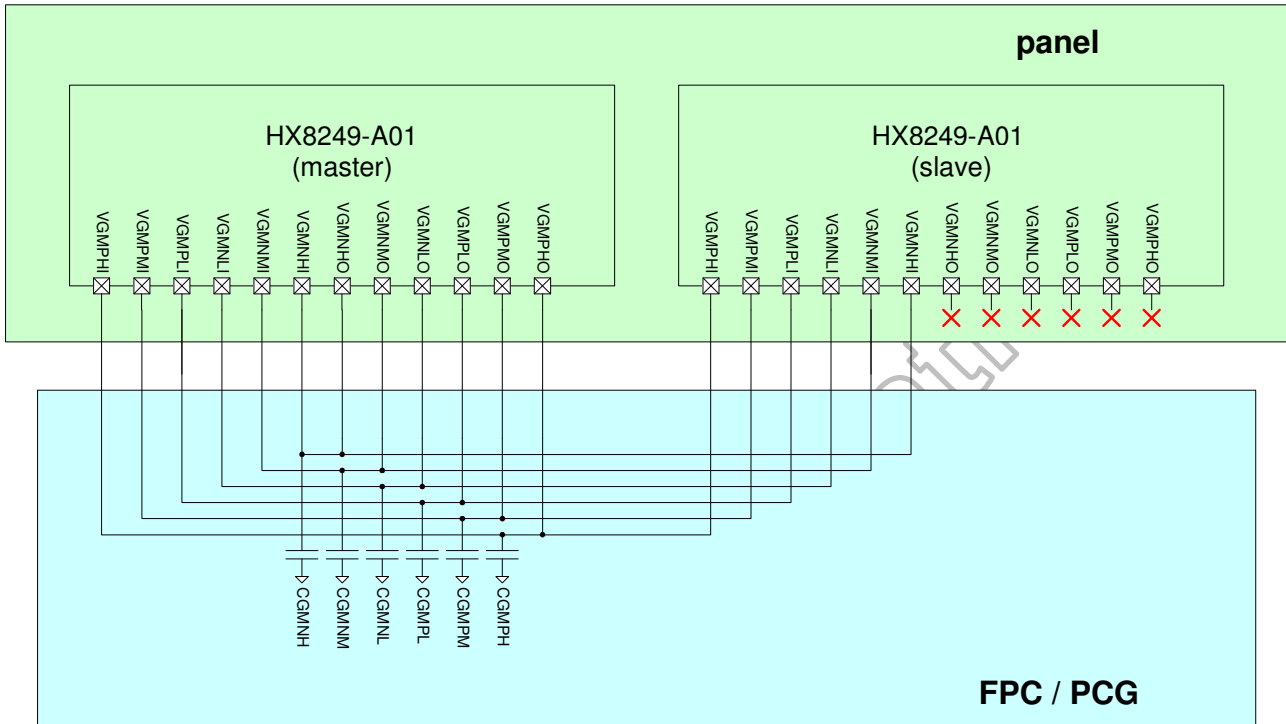 panel
HX8249-A01
(master)
HX8249-A01
(slave)
VGMPHI
VGMPMI
VGMPLI
VGMNLI
VGMNMI
VGMNHI
VGMNHO
VGMNMO
VGMNLO
VGMPLO
VGMPMO
VGMPHO
VGMPHI
VGMPMI
VGMPLI
VGMNLI
VGMNMI
VGMNHI
VGMNHO
VGMNMO
VGMNLO
VGMPLO
VGMPMO
VGMPHO
CGMNH
CGMNM
CGMNL
CGMPL
CGMPM
CGMPH
FPC / PCG